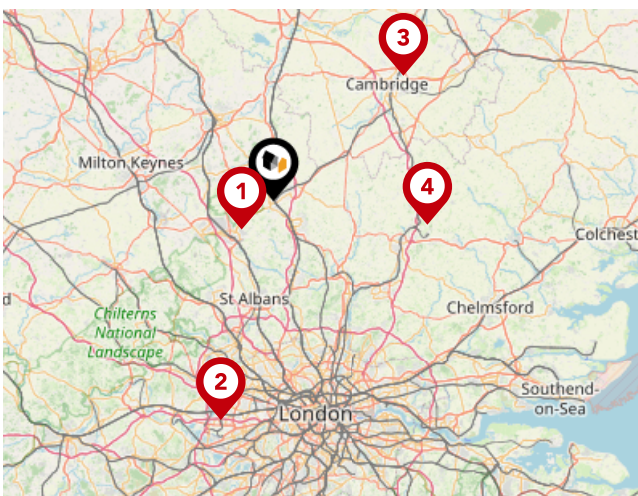 3
Cambridge
Milton Keynes
1
4
Colchest
d
St Albans
Chelmsford
Chilterns
National
Landscape
2
Southend-
on-Sea
London